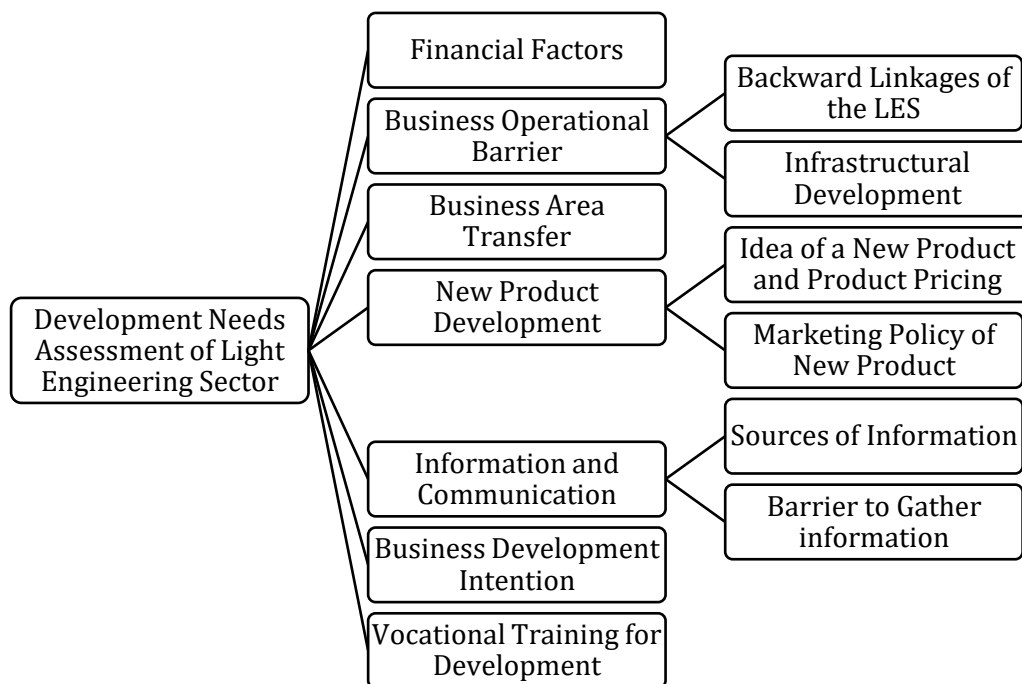 Development Needs
Assessment of Light
Engineering Sector
Financial Factors
Business Operational
Barrier
Backward Linkages of
the LES
Infrastructural
Development
Business Area
Transfer
New Product
Development
Idea of a New Product
and Product Pricing
Marketing Policy of
New Product
Information and
Communication
Sources of Information
Barrier to Gather
information
Business Development
Intention
Vocational Training for
Development